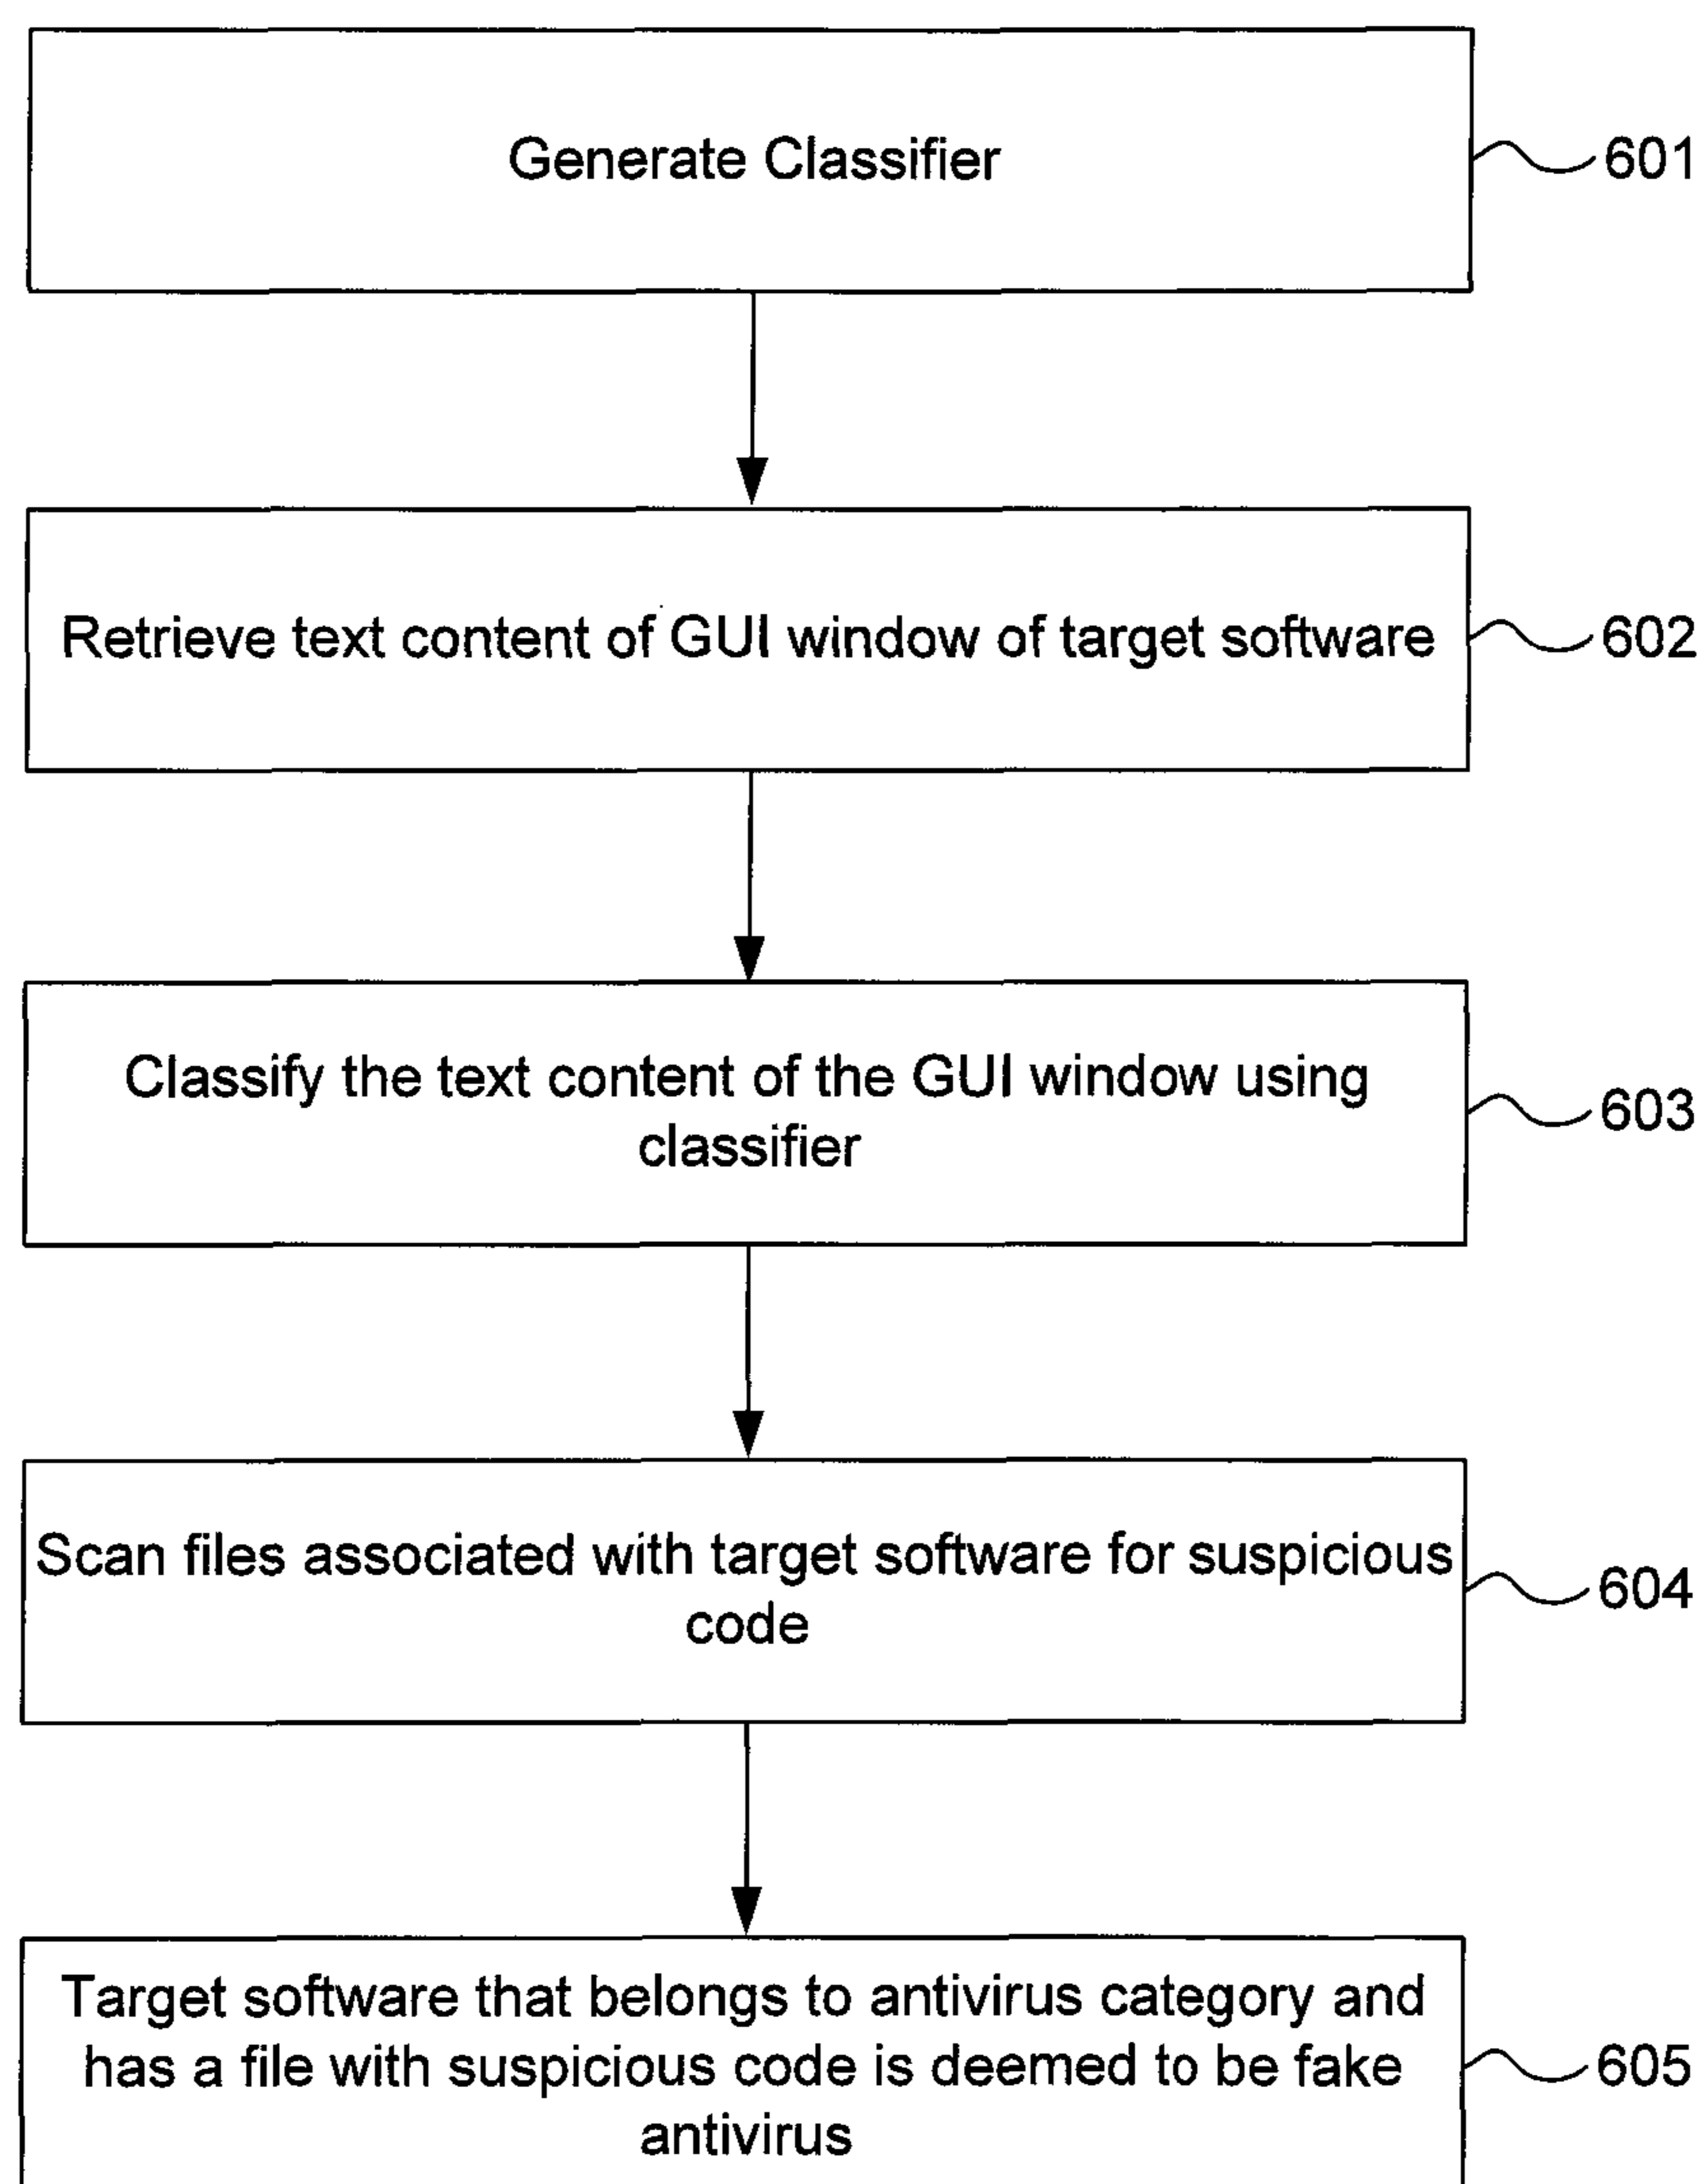 Generate Classifier
601
Retrieve text content of GUI window of target software
602
Classify the text content of the GUI window using
classifier
603
Scan files associated with target software for suspicious
code
604
Target software that belongs to antivirus category and
has a file with suspicious code is deemed to be fake
antivirus
605